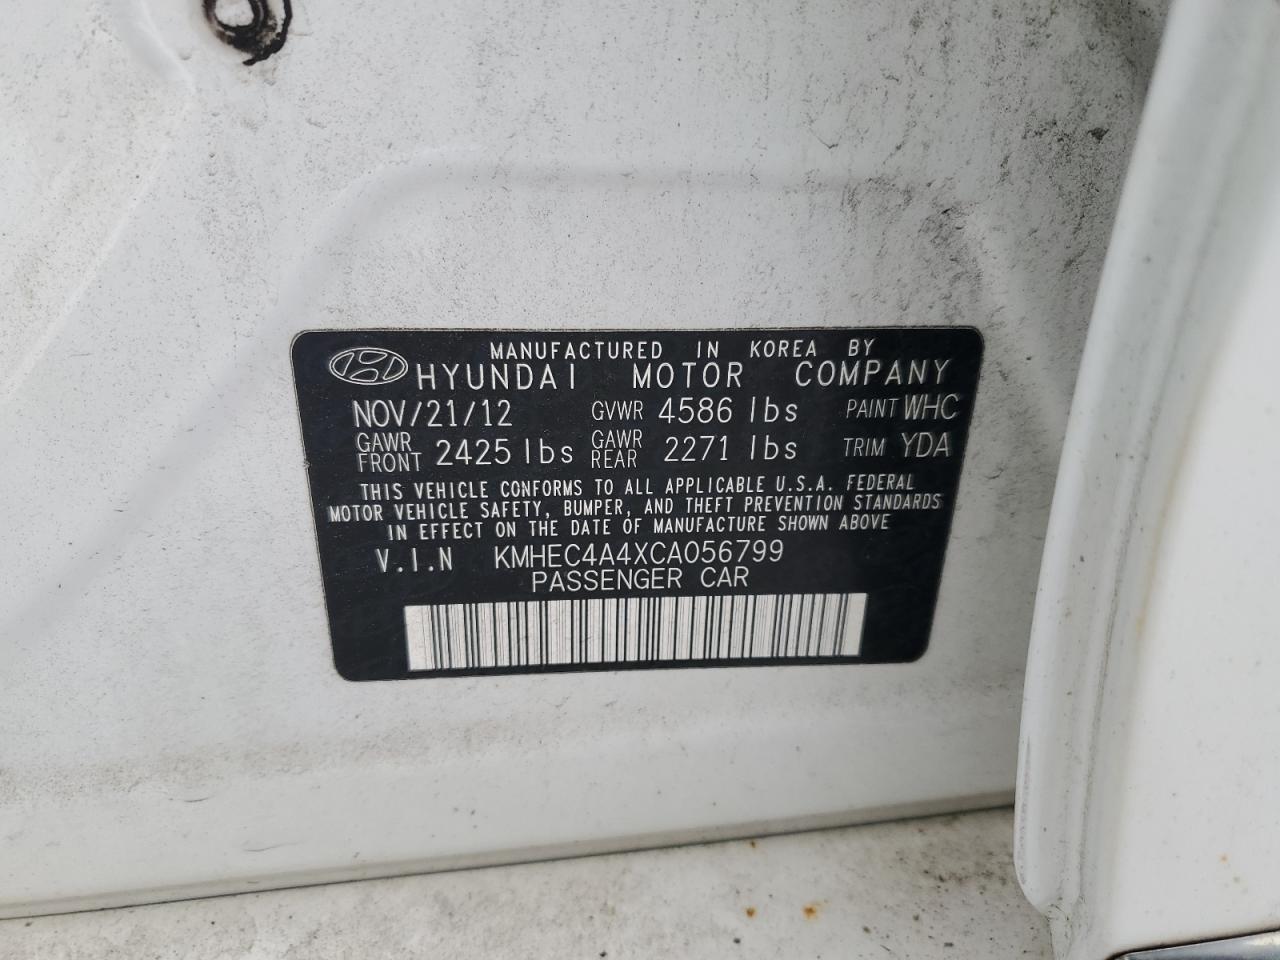 MANUFACTURED IN KOREA BY
HYUNDAI MOTOR COMPANY
NOV/21/12 GVWR 4586 lbs PAINT WHC
GAWR FRONT 2425 lbs GAWR REAR 2271 lbs TRIM YDA
THIS VEHICLE CONFORMS TO ALL APPLICABLE U.S.A. FEDERAL
MOTOR VEHICLE SAFETY, BUMPER, AND THEFT PREVENTION STANDARDS
IN EFFECT ON THE DATE OF MANUFACTURE SHOWN ABOVE
V.I.N KMHEC4A4XCA056799
PASSENGER CAR